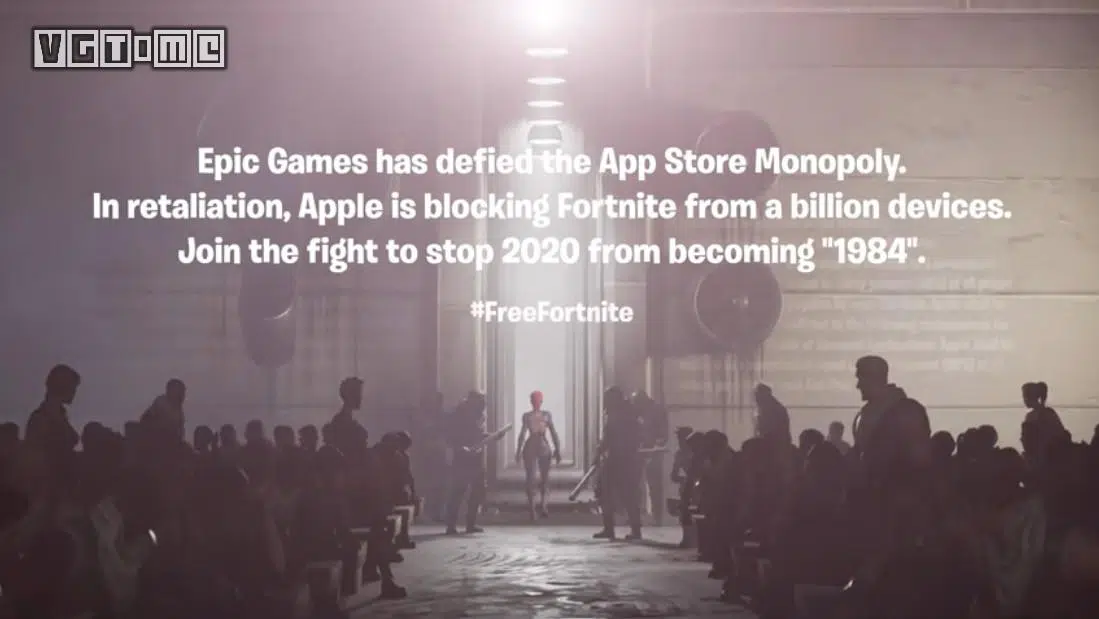 VGTIME
Epic Games has defied the App Store Monopoly.
In retaliation, Apple is blocking Fortnite from a billion devices.
Join the fight to stop 2020 from becoming "1984".
#FreeFortnite